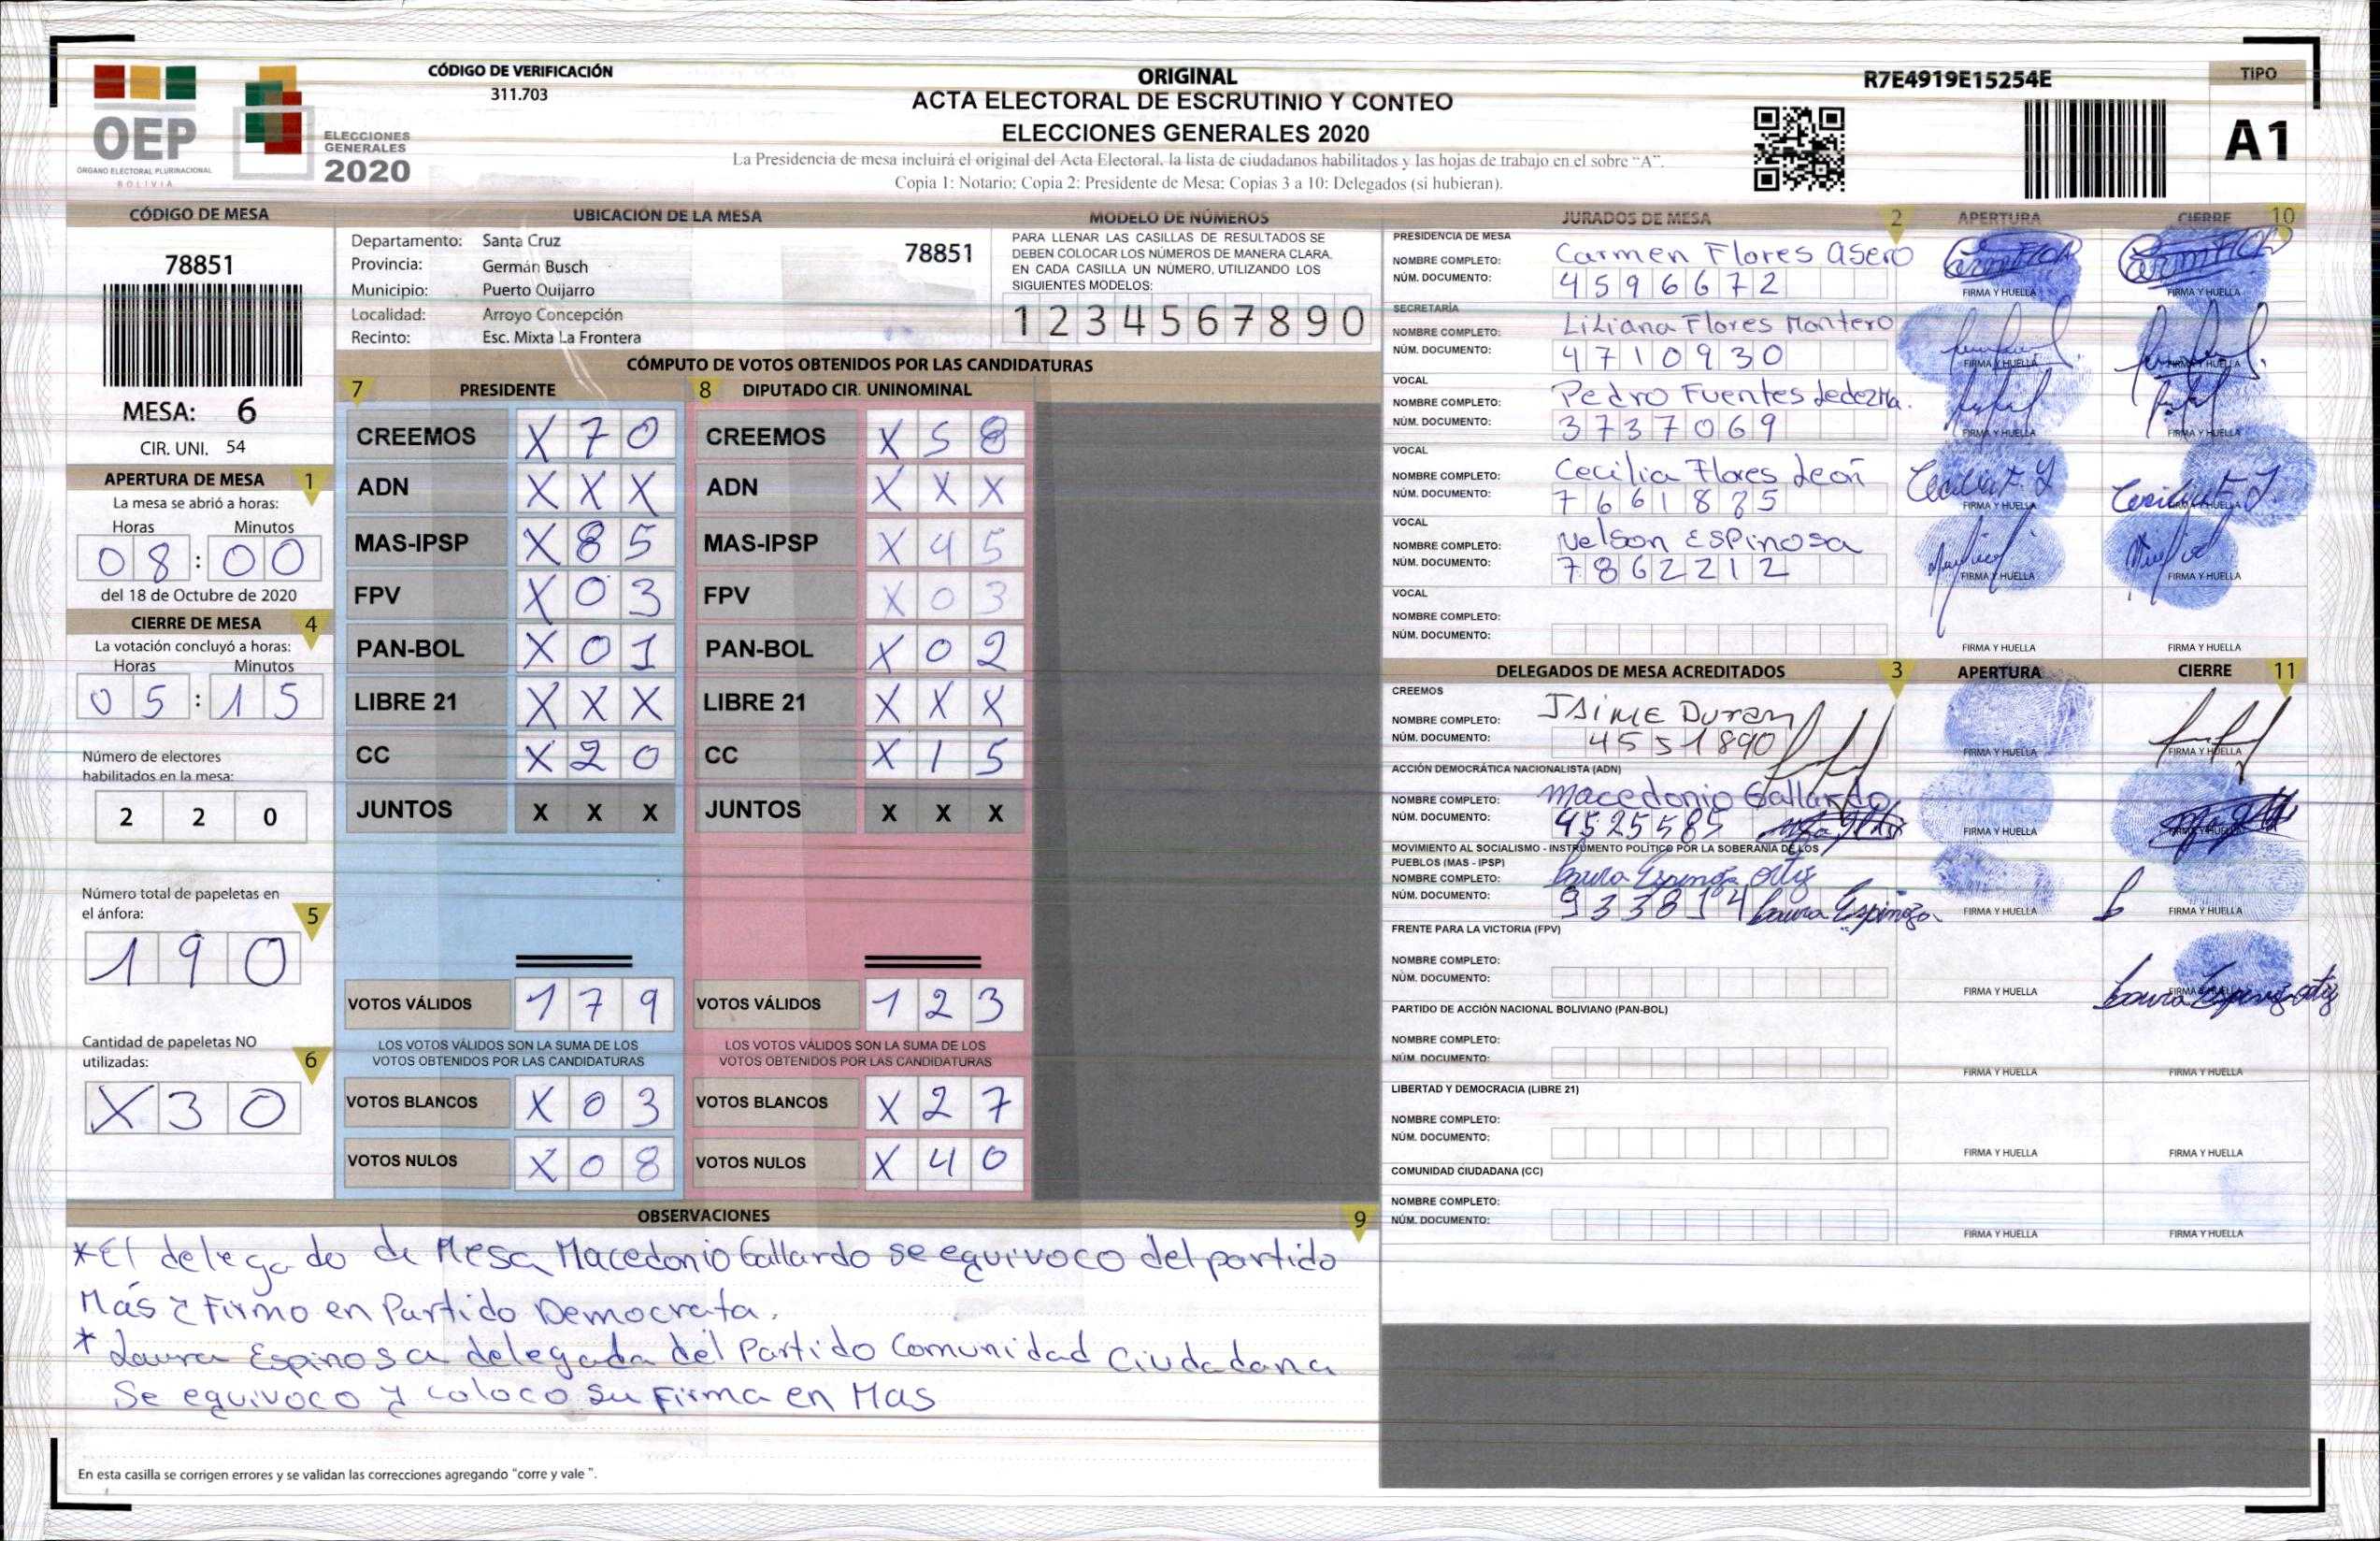 OEP
ÓRGANO ELECTORAL PLURINACIONAL
BOLIVIA
ELECCIONES
GENERALES
2020
CÓDIGO DE VERIFICACIÓN
311.703
ORIGINAL
ACTA ELECTORAL DE ESCRUTINIO Y CONTEO
ELECCIONES GENERALES 2020
La Presidencia de mesa incluirá el original del Acta Electoral, la lista de ciudadanos habilitados y las hojas de trabajo en el sobre "A".
Copia 1: Notario; Copia 2: Presidente de Mesa; Copias 3 a 10: Delegados (si hubieran).
R7E4919E15254E
TIPO
A1
CÓDIGO DE MESA
78851
MESA: 6
CIR. UNI. 54
APERTURA DE MESA 1
La mesa se abrió a horas:
Horas Minutos
08:00
del 18 de Octubre de 2020
CIERRE DE MESA 4
La votación concluyó a horas:
Horas Minutos
05:15
Número de electores
habilitados en la mesa:
2 2 0
Número total de papeletas en
el ánfora: 5
1 9 0
Cantidad de papeletas NO
utilizadas: 6
X 3 0
UBICACIÓN DE LA MESA
Departamento: Santa Cruz 78851
Provincia: Germán Busch
Municipio: Puerto Quijarro
Localidad: Arroyo Concepción
Recinto: Esc. Mixta La Frontera
MODELO DE NÚMEROS
PARA LLENAR LAS CASILLAS DE RESULTADOS SE
DEBEN COLOCAR LOS NÚMEROS DE MANERA CLARA.
EN CADA CASILLA UN NÚMERO, UTILIZANDO LOS
SIGUIENTES MODELOS:
1 2 3 4 5 6 7 8 9 0
CÓMPUTO DE VOTOS OBTENIDOS POR LAS CANDIDATURAS
7 PRESIDENTE 8 DIPUTADO CIR. UNINOMINAL
CREEMOS X 7 0 CREEMOS X 5 8
ADN X X X ADN X X X
MAS-IPSP X 8 5 MAS-IPSP X 4 5
FPV X 0 3 FPV X 0 3
PAN-BOL X 0 1 PAN-BOL X 0 2
LIBRE 21 X X X LIBRE 21 X X X
CC X 2 0 CC X 1 5
JUNTOS X X X JUNTOS X X X
VOTOS VÁLIDOS 1 7 9 VOTOS VÁLIDOS 1 2 3
LOS VOTOS VÁLIDOS SON LA SUMA DE LOS LOS VOTOS VÁLIDOS SON LA SUMA DE LOS
VOTOS OBTENIDOS POR LAS CANDIDATURAS VOTOS OBTENIDOS POR LAS CANDIDATURAS
VOTOS BLANCOS X 0 3 VOTOS BLANCOS X 2 7
VOTOS NULOS X 0 8 VOTOS NULOS X 4 0
OBSERVACIONES 9
*El delegado de Mesa Macedonio Gallardo se equivoco del partido
Mas Firmo en Partido Democrata.
* Laura Espinosa delegada del Partido Comunidad Ciudadana
Se equivoco y coloco su Firma en Mas
En esta casilla se corrigen errores y se validan las correcciones agregando "corre y vale ".
JURADOS DE MESA 2 APERTURA CIERRE 10
PRESIDENCIA DE MESA
NOMBRE COMPLETO: Carmen Flores Asero
NÚM. DOCUMENTO: 4596672
FIRMA Y HUELLA FIRMA Y HUELLA
SECRETARÍA
NOMBRE COMPLETO: Liliana Flores Montero
NÚM. DOCUMENTO: 4710930
FIRMA Y HUELLA FIRMA Y HUELLA
VOCAL
NOMBRE COMPLETO: Pedro Fuentes Ledezma.
NÚM. DOCUMENTO: 3737069
FIRMA Y HUELLA FIRMA Y HUELLA
VOCAL
NOMBRE COMPLETO: Cecilia Flores León
NÚM. DOCUMENTO: 7661885
FIRMA Y HUELLA FIRMA Y HUELLA
VOCAL
NOMBRE COMPLETO: Nelson Espinosa
NÚM. DOCUMENTO: 7862212
FIRMA Y HUELLA FIRMA Y HUELLA
VOCAL
NOMBRE COMPLETO:
NÚM. DOCUMENTO:
FIRMA Y HUELLA FIRMA Y HUELLA
DELEGADOS DE MESA ACREDITADOS 3 APERTURA CIERRE 11
CREEMOS
NOMBRE COMPLETO: Jaime Duran
NÚM. DOCUMENTO: 4551890
FIRMA Y HUELLA FIRMA Y HUELLA
ACCIÓN DEMOCRÁTICA NACIONALISTA (ADN)
NOMBRE COMPLETO: Macedonio Gallardo
NÚM. DOCUMENTO: 4525585
FIRMA Y HUELLA FIRMA Y HUELLA
MOVIMIENTO AL SOCIALISMO - INSTRUMENTO POLÍTICO POR LA SOBERANÍA DE LOS
PUEBLOS (MAS - IPSP)
NOMBRE COMPLETO: Laura Espinoza Ortiz
NÚM. DOCUMENTO: 933814 Laura Espinoza
FIRMA Y HUELLA FIRMA Y HUELLA
FRENTE PARA LA VICTORIA (FPV)
NOMBRE COMPLETO:
NÚM. DOCUMENTO:
FIRMA Y HUELLA FIRMA Y HUELLA
Laura Espinoza Ortiz
PARTIDO DE ACCIÓN NACIONAL BOLIVIANO (PAN-BOL)
NOMBRE COMPLETO:
NÚM. DOCUMENTO:
FIRMA Y HUELLA FIRMA Y HUELLA
LIBERTAD Y DEMOCRACIA (LIBRE 21)
NOMBRE COMPLETO:
NÚM. DOCUMENTO:
FIRMA Y HUELLA FIRMA Y HUELLA
COMUNIDAD CIUDADANA (CC)
NOMBRE COMPLETO:
NÚM. DOCUMENTO:
FIRMA Y HUELLA FIRMA Y HUELLA